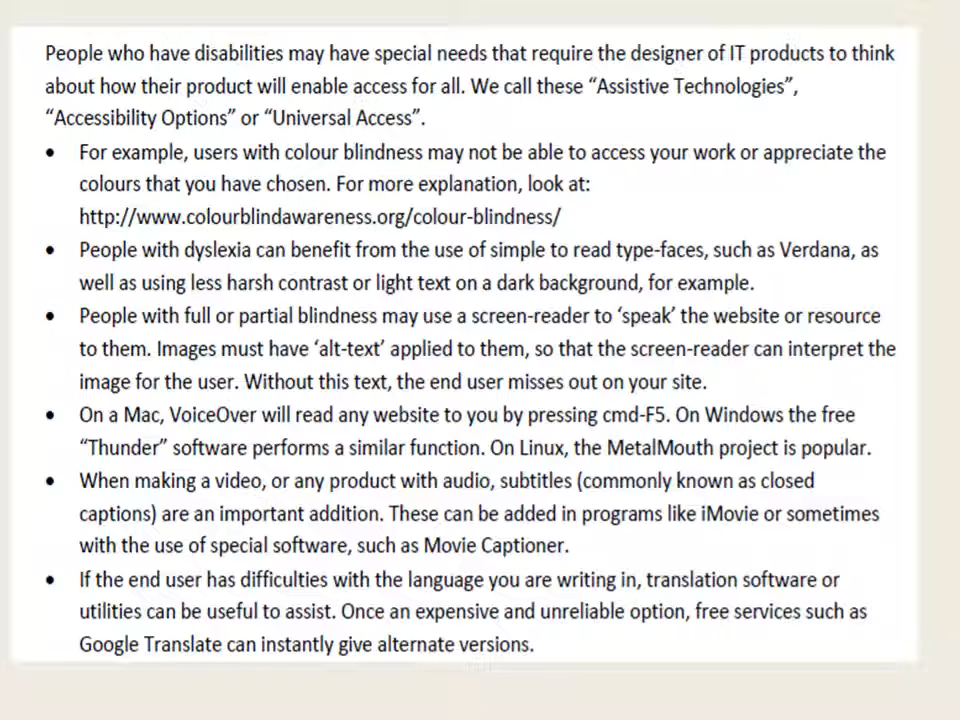 People who have disabilities may have special needs that require the designer of IT products to think
about how their product will enable access for all. We call these “Assistive Technologies”,
“Accessibility Options” or “Universal Access”.
• For example, users with colour blindness may not be able to access your work or appreciate the
colours that you have chosen. For more explanation, look at:
http://www.colourblindawareness.org/colour-blindness/
• People with dyslexia can benefit from the use of simple to read type-faces, such as Verdana, as
well as using less harsh contrast or light text on a dark background, for example.
• People with full or partial blindness may use a screen-reader to ‘speak’ the website or resource
to them. Images must have ‘alt-text’ applied to them, so that the screen-reader can interpret the
image for the user. Without this text, the end user misses out on your site.
• On a Mac, VoiceOver will read any website to you by pressing cmd-F5. On Windows the free
“Thunder” software performs a similar function. On Linux, the MetalMouth project is popular.
• When making a video, or any product with audio, subtitles (commonly known as closed
captions) are an important addition. These can be added in programs like iMovie or sometimes
with the use of special software, such as Movie Captioner.
• If the end user has difficulties with the language you are writing in, translation software or
utilities can be useful to assist. Once an expensive and unreliable option, free services such as
Google Translate can instantly give alternate versions.